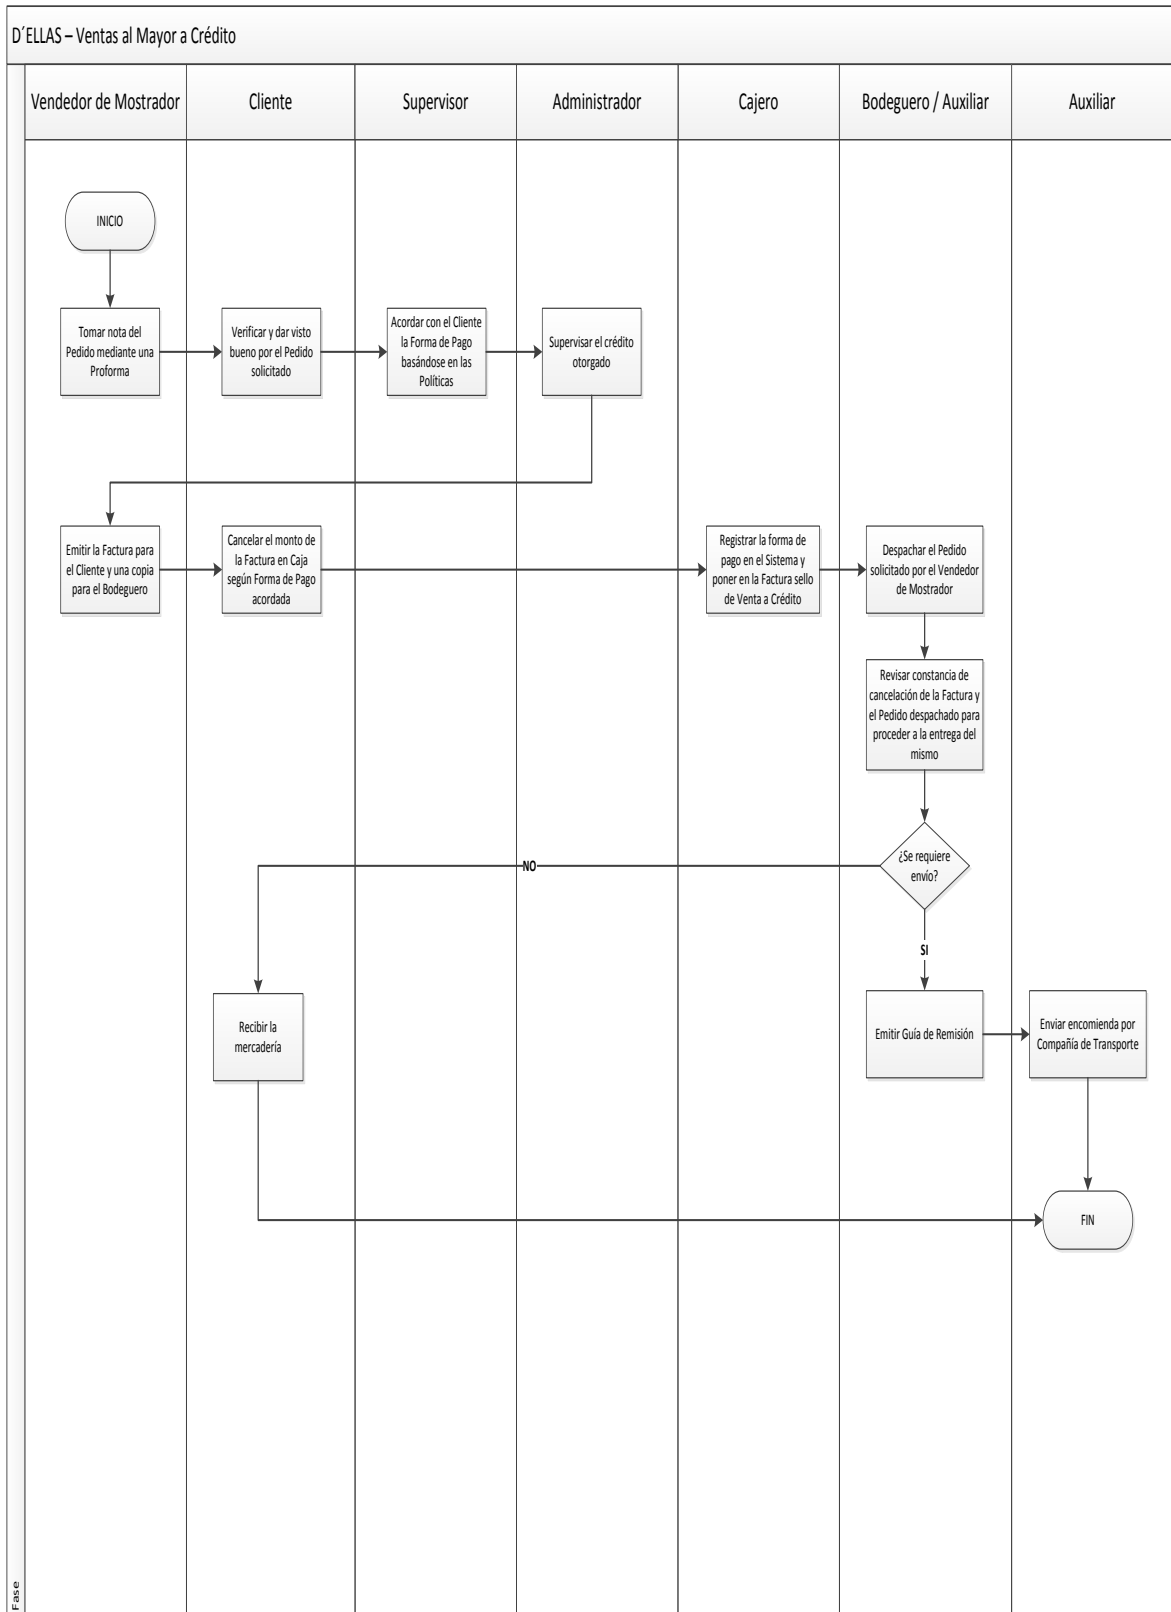 D´ELLAS – Ventas al Mayor a Crédito
Vendedor de Mostrador
Cliente
Supervisor
Administrador
Cajero
Bodeguero / Auxiliar
Auxiliar
INICIO
Tomar nota del
Pedido mediante una
Proforma
Verificar y dar visto
bueno por el Pedido
solicitado
Acordar con el Cliente
la Forma de Pago
basándose en las
Políticas
Supervisar el crédito
otorgado
Emitir la Factura para
el Cliente y una copia
para el Bodeguero
Cancelar el monto de
la Factura en Caja
según Forma de Pago
acordada
Registrar la forma de
pago en el Sistema y
poner en la Factura sello
de Venta a Crédito
Despachar el Pedido
solicitado por el Vendedor
de Mostrador
Revisar constancia de
cancelación de la Factura y
el Pedido despachado para
proceder a la entrega del
mismo
¿Se requiere
envío?
NO
SI
Recibir la
mercadería
Emitir Guía de Remisión
Enviar encomienda por
Compañía de Transporte
FIN
Fase